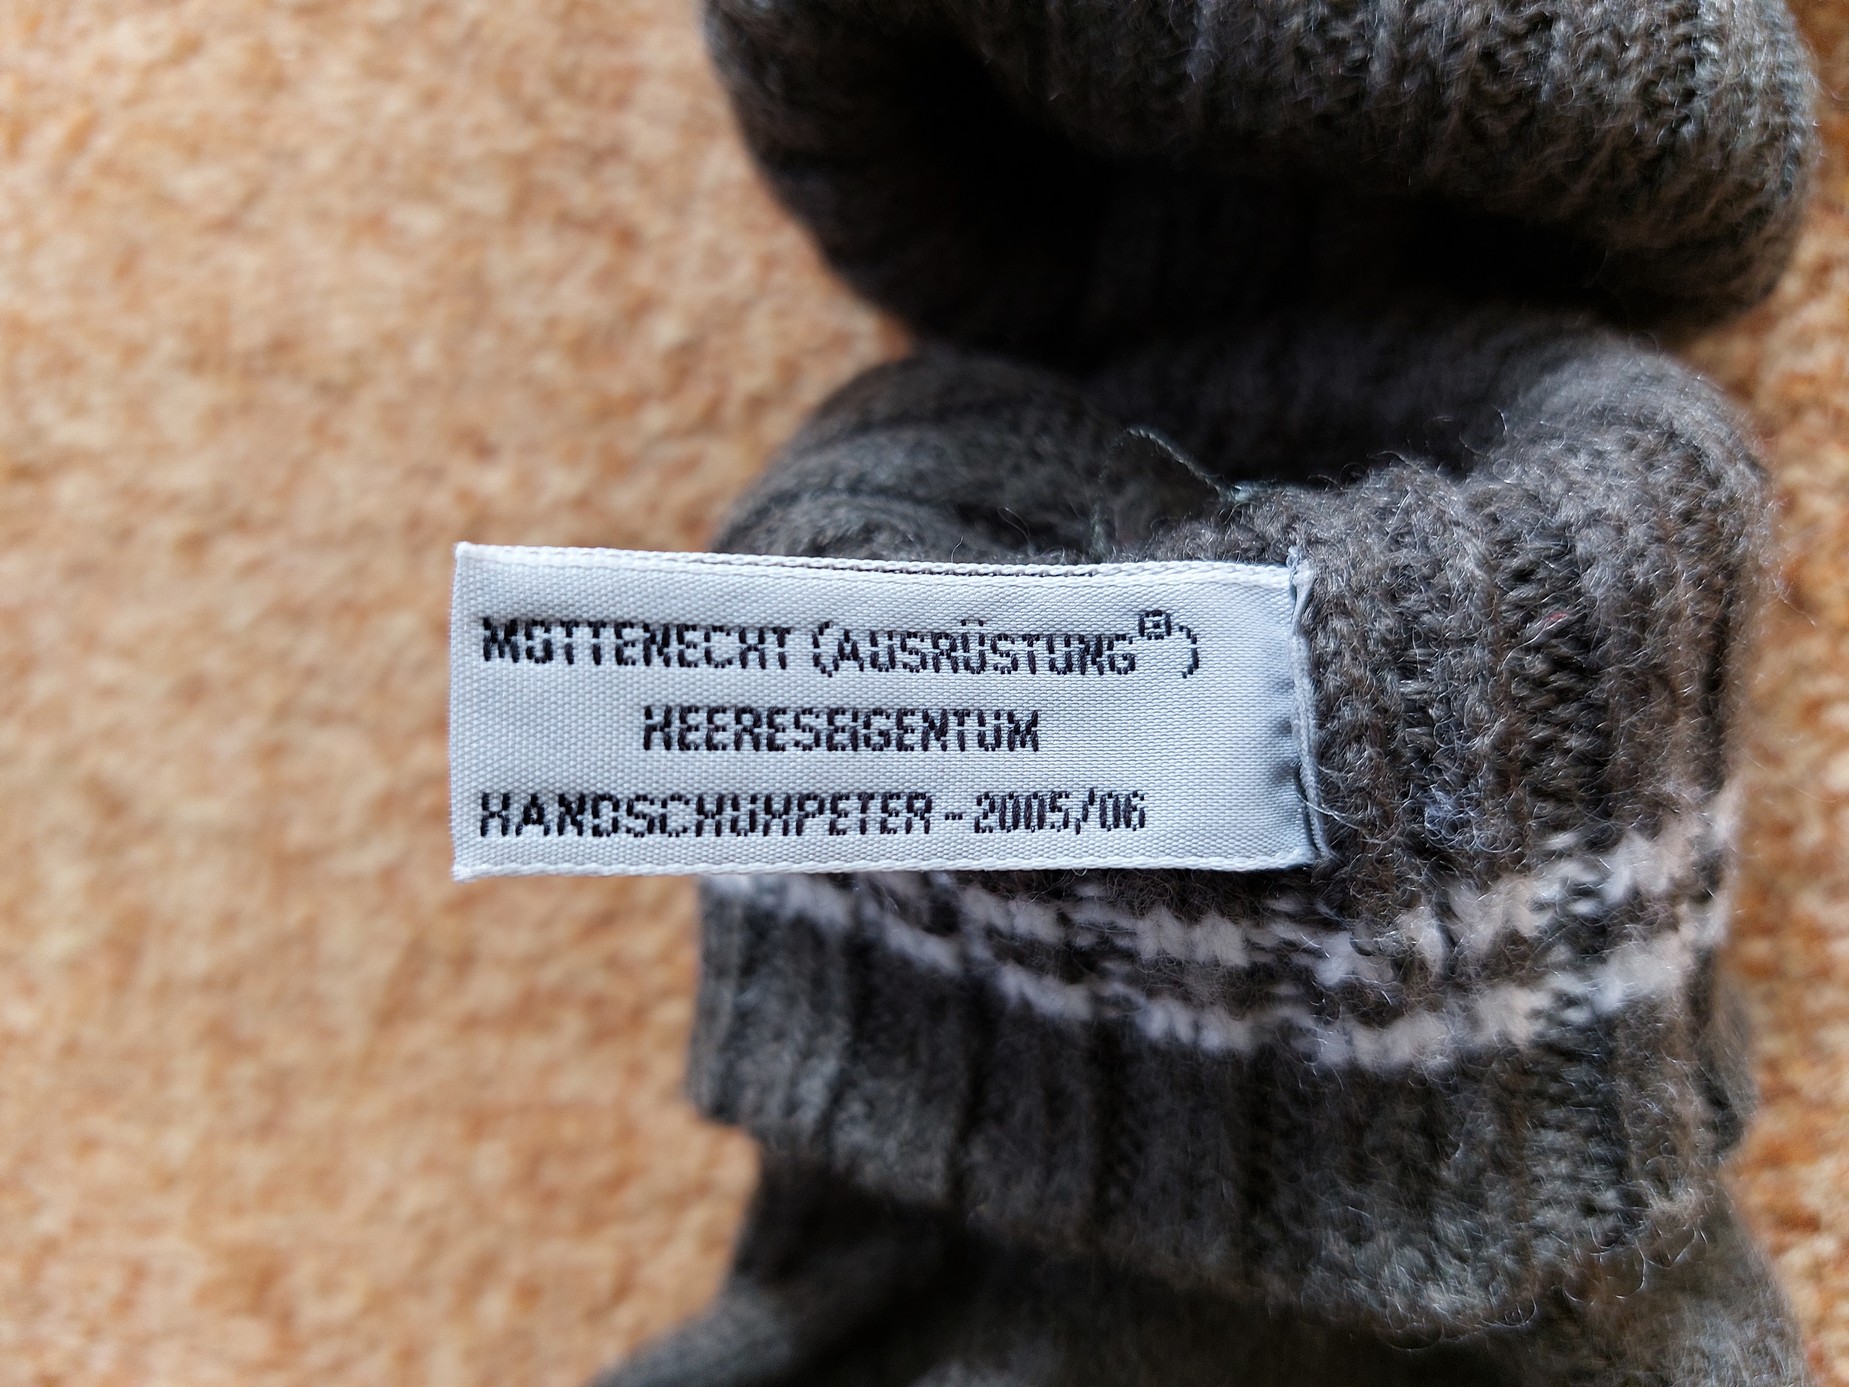 MOTTENECHT (AUSRÜSTUNG®)
HEERESEIGENTUM
HANDSCHUHPETER-2005/06